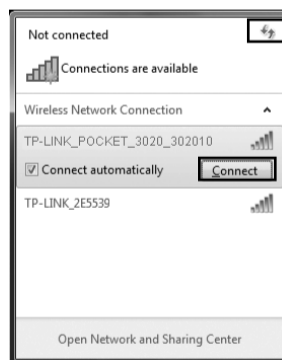 Not connected
Connections are available
Wireless Network Connection
TP-LINK_POCKET_3020_302010
Connect automatically
Connect
TP-LINK_2E5539
Open Network and Sharing Center